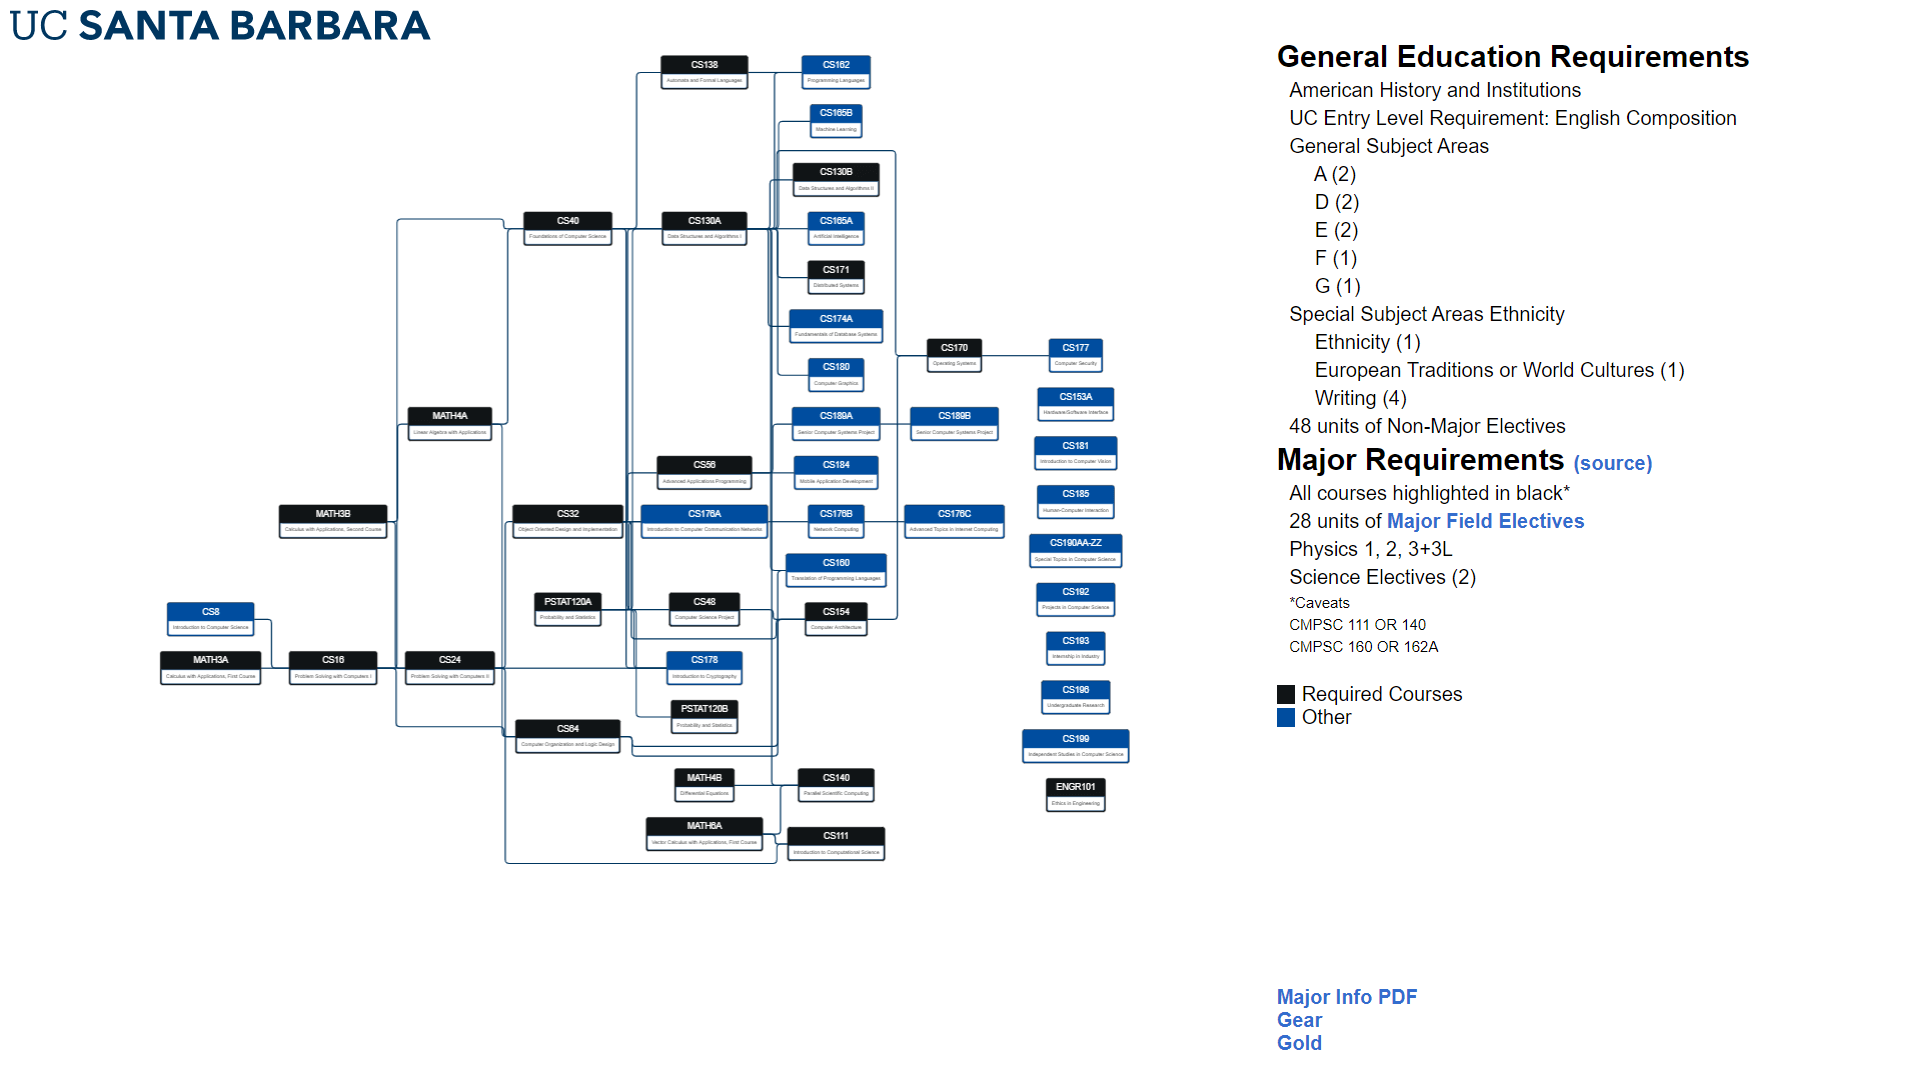 UC SANTA BARBARA
CS138
Automata and Formal Languages
CS162
Programming Languages
CS165B
Machine Learning
CS130B
Data Structures and Algorithms II
CS40
Foundations of Computer Science
CS130A
Data Structures and Algorithms I
CS165A
Artificial Intelligence
CS171
Distributed Systems
CS174A
Fundamentals of Database Systems
CS170
Operating Systems
CS177
Computer Security
CS180
Computer Graphics
CS153A
Hardware/Software Interface
MATH4A
Linear Algebra with Applications
CS189A
Senior Computer Systems Project
CS189B
Senior Computer Systems Project
CS181
Introduction to Computer Vision
CS56
Advanced Applications Programming
CS184
Mobile Application Development
CS185
Human-Computer Interaction
MATH3B
Calculus with Applications, Second Course
CS32
Object Oriented Design and Implementation
CS176A
Introduction to Computer Communication Networks
CS176B
Network Computing
CS176C
Advanced Topics in Internet Computing
CS190AA-ZZ
Special Topics in Computer Science
CS160
Translation of Programming Languages
CS192
Projects in Computer Science
PSTAT120A
Probability and Statistics
CS48
Computer Science Project
CS154
Computer Architecture
CS8
Introduction to Computer Science
CS193
Internship in Industry
MATH3A
Calculus with Applications, First Course
CS16
Problem Solving with Computers I
CS24
Problem Solving with Computers II
CS178
Introduction to Cryptography
CS196
Undergraduate Research
PSTAT120B
Probability and Statistics
CS64
Computer Organization and Logic Design
CS199
Independent Studies in Computer Science
MATH4B
Differential Equations
CS140
Parallel Scientific Computing
ENGR101
Ethics in Engineering
MATH6A
Vector Calculus with Applications, First Course
CS111
Introduction to Computational Science
General Education Requirements
American History and Institutions
UC Entry Level Requirement: English Composition
General Subject Areas
A (2)
D (2)
E (2)
F (1)
G (1)
Special Subject Areas Ethnicity
Ethnicity (1)
European Traditions or World Cultures (1)
Writing (4)
48 units of Non-Major Electives
Major Requirements (source)
All courses highlighted in black*
28 units of Major Field Electives
Physics 1, 2, 3+3L
Science Electives (2)
*Caveats
CMPSC 111 OR 140
CMPSC 160 OR 162A
Required Courses
Other
Major Info PDF
Gear
Gold